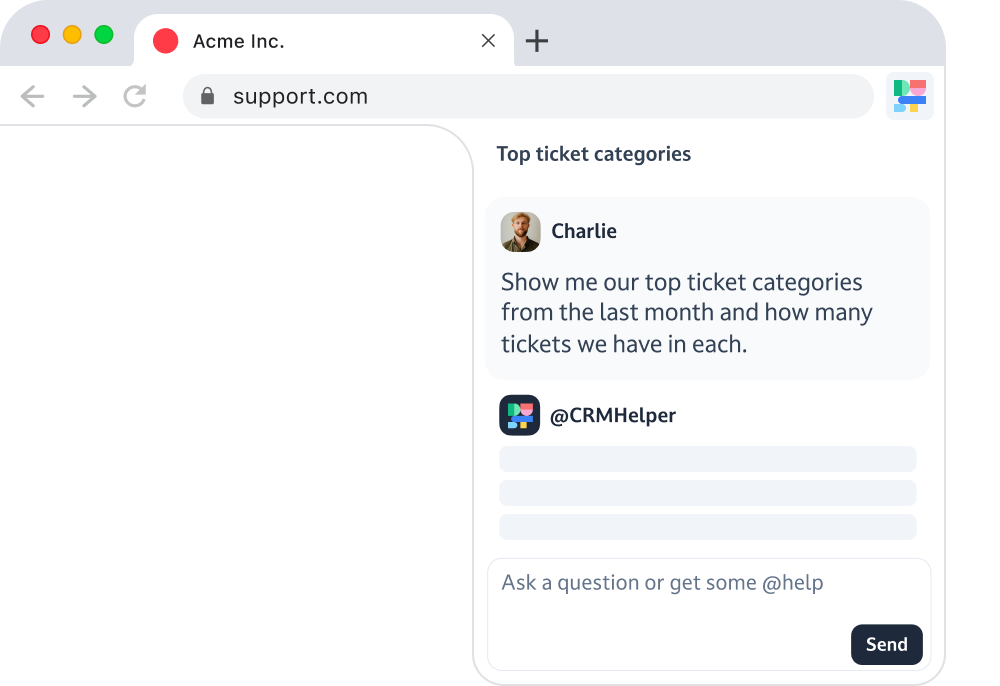 Acme Inc.
support.com
Top ticket categories
Charlie
Show me our top ticket categories
from the last month and how many
tickets we have in each.
@CRMHelper
Ask a question or get some @help
Send